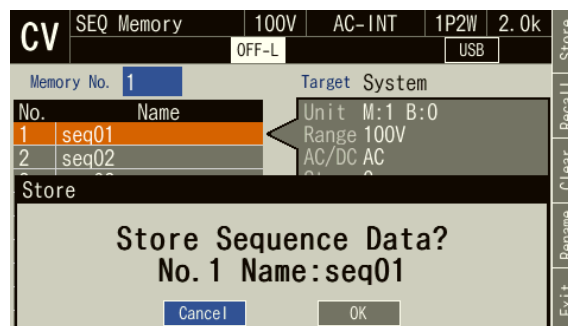 CV SEQ Memory 100V AC-INT 1P2W 2.0k
OFF-L USB
Memory No. 1 Target System
No. Name
1 seq01
2 seq02
Unit M:1 B:0
Range 100V
AC/DC AC
Store
Store Sequence Data?
No.1 Name:seq01
Cancel OK
Store
Recall
Clear
Rename
Exit